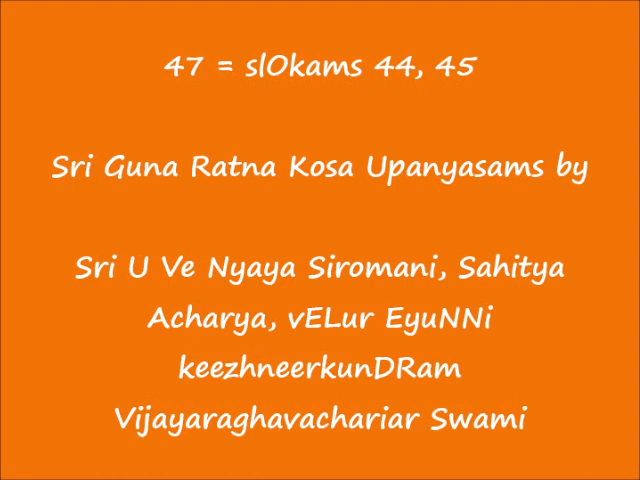 47 = slOkams 44, 45
Sri Guna Ratna Kosa Upanyasams by
Sri U Ve Nyaya Siromani, Sahitya
Acharya, vELur EyuNNi
keezhneerkunDRam
Vijayaraghavachariar Swami